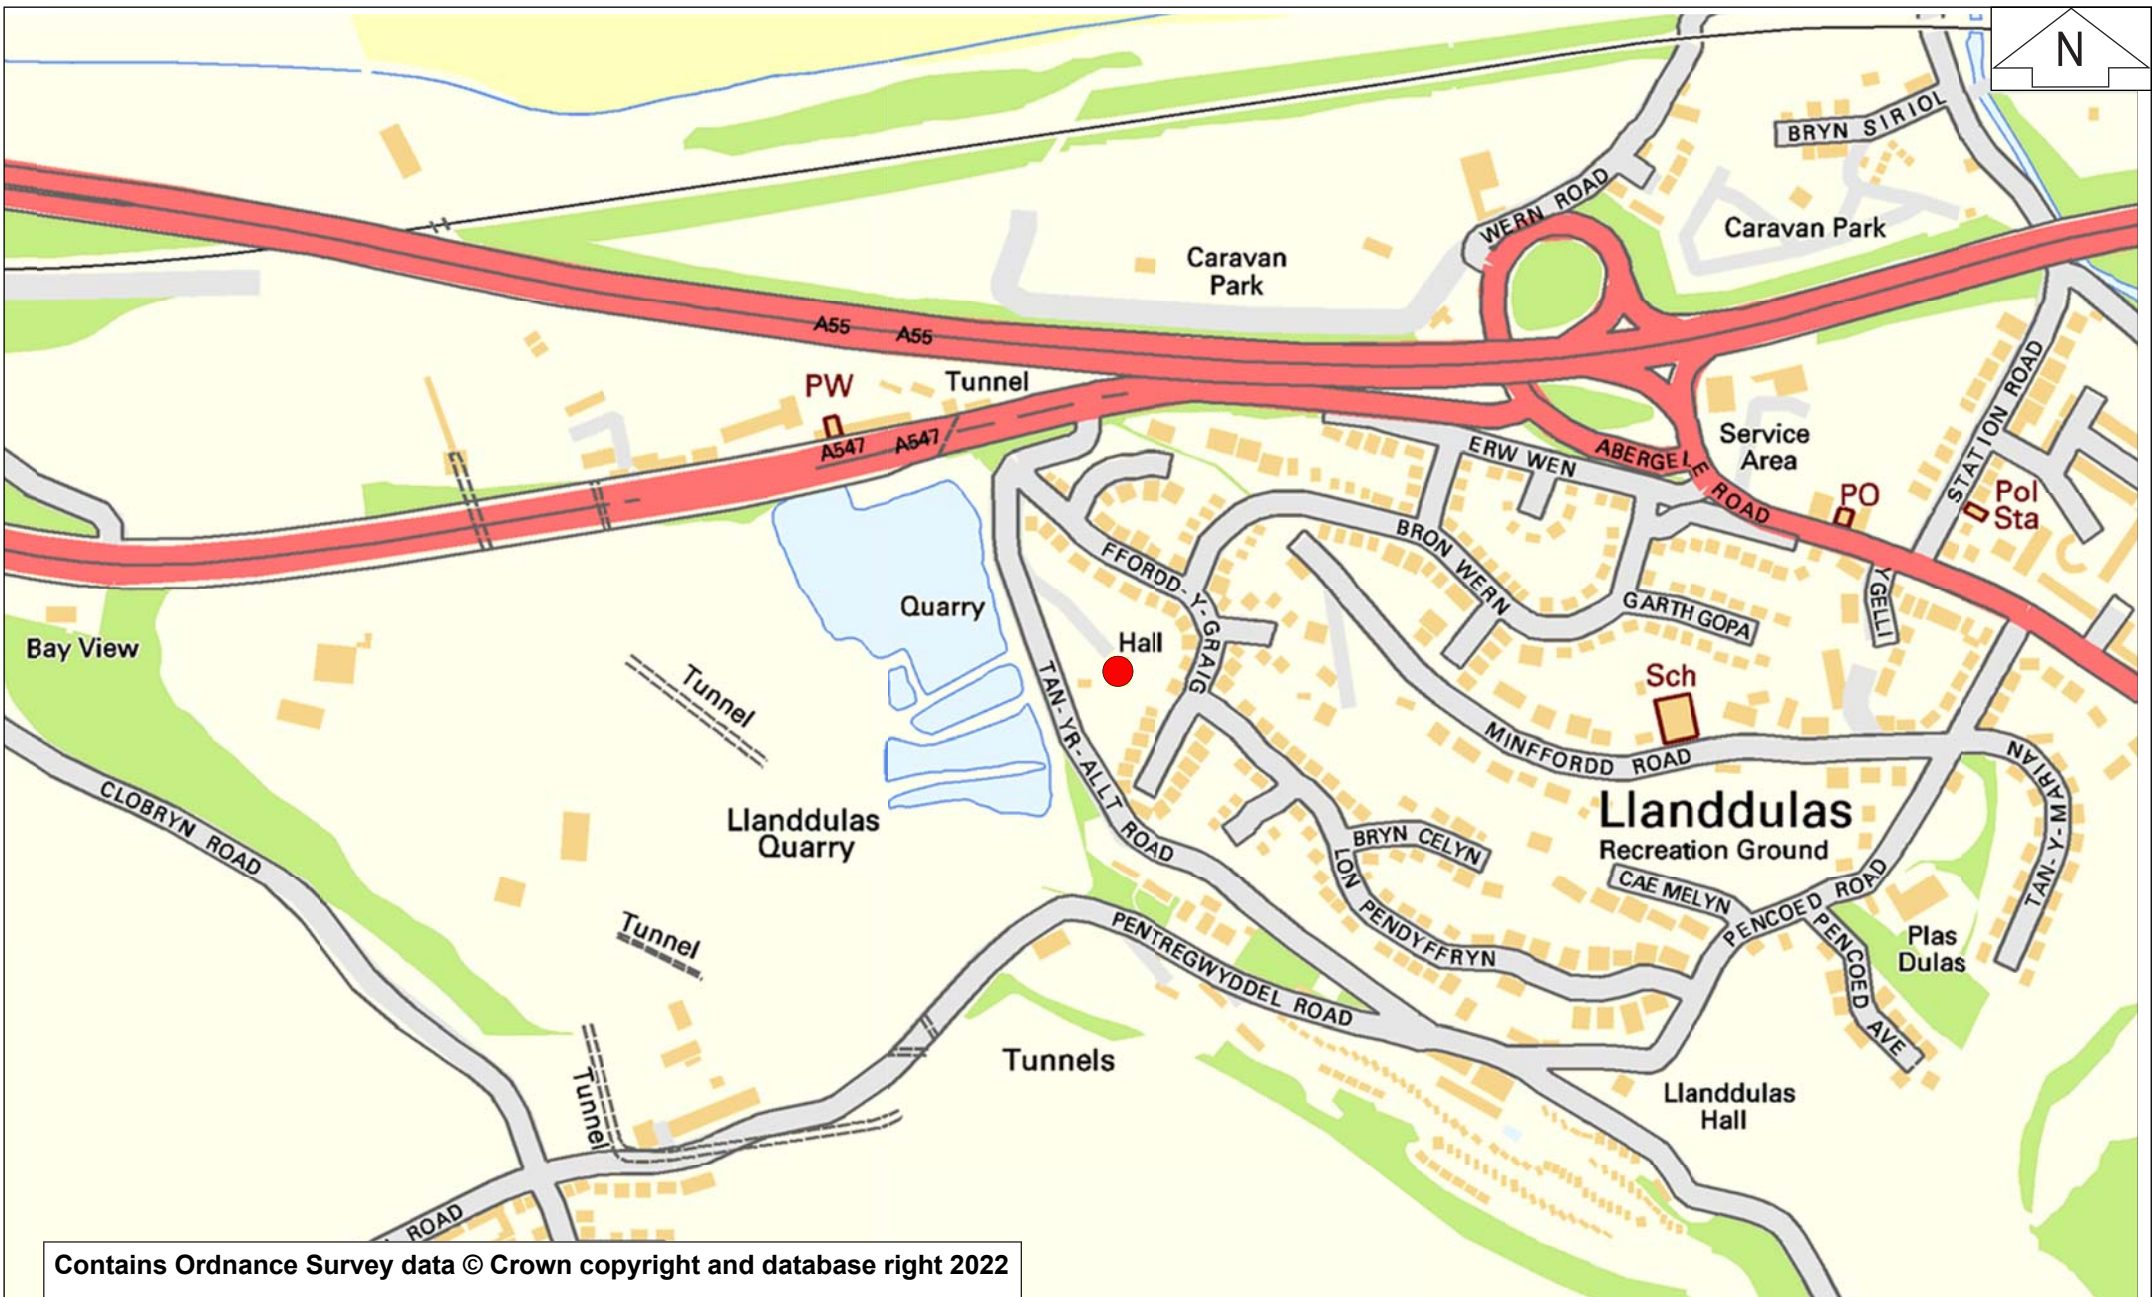 N
BRYN SIRIOL
WERN ROAD
Caravan Park
Caravan
Park
A55
A55
PW
Tunnel
A547
A547
ERW WEN
ABERGELE ROAD
Service
Area
STATION ROAD
PO
Pol
Sta
BRON WERN
FFORDD-Y-GRAIG
Y GELLI
GARTH GOPA
Quarry
Bay View
Hall
Tunnel
TAN-YR-ALLT ROAD
Sch
MINFFORDD ROAD
TAN-Y-MARIAN
CLOBRYN ROAD
Llanddulas
Quarry
Llanddulas
Recreation Ground
BRYN CELYN
CAE MELYN
PENCOED ROAD
LON PENDYFFRYN
PENCOED AVE
Plas
Dulas
Tunnel
PENTREGWYDDEL ROAD
Tunnels
Tunnel
Llanddulas
Hall
ROAD
Contains Ordnance Survey data © Crown copyright and database right 2022